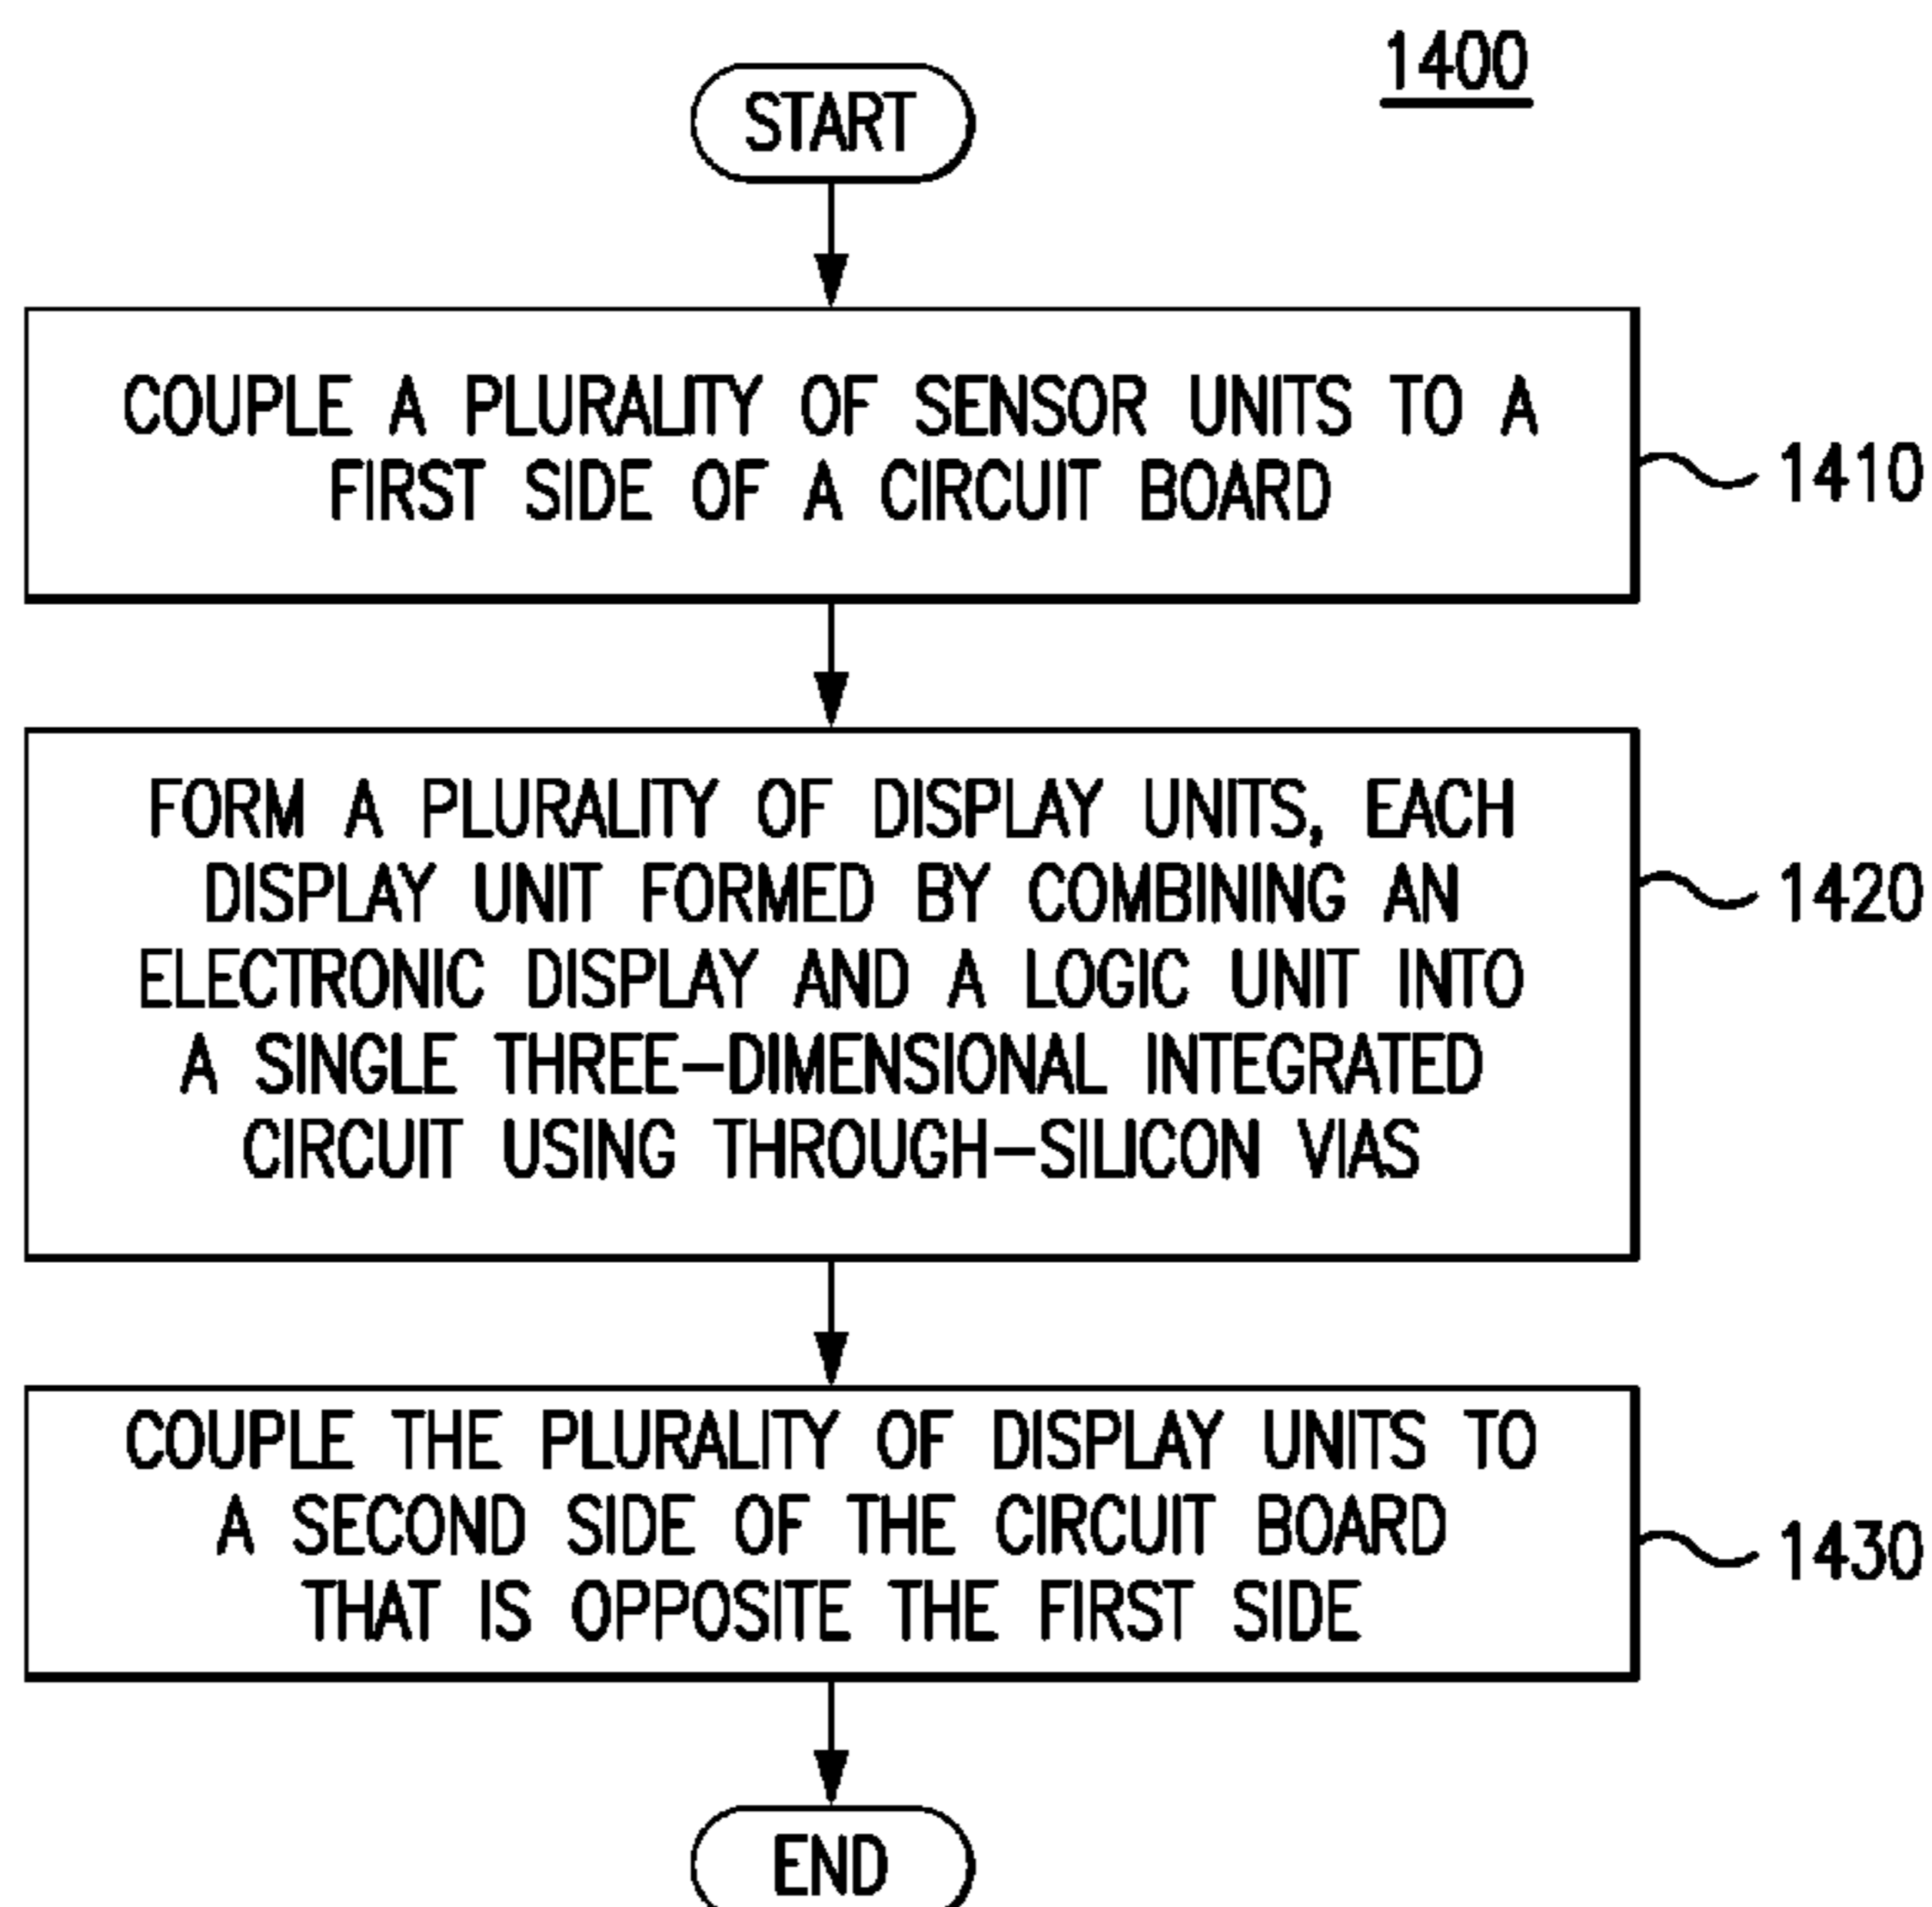 1400
START
COUPLE A PLURALITY OF SENSOR UNITS TO A
FIRST SIDE OF A CIRCUIT BOARD
1410
FORM A PLURALITY OF DISPLAY UNITS, EACH
DISPLAY UNIT FORMED BY COMBINING AN
ELECTRONIC DISPLAY AND A LOGIC UNIT INTO
A SINGLE THREE-DIMENSIONAL INTEGRATED
CIRCUIT USING THROUGH-SILICON VIAS
1420
COUPLE THE PLURALITY OF DISPLAY UNITS TO
A SECOND SIDE OF THE CIRCUIT BOARD
THAT IS OPPOSITE THE FIRST SIDE
1430
END